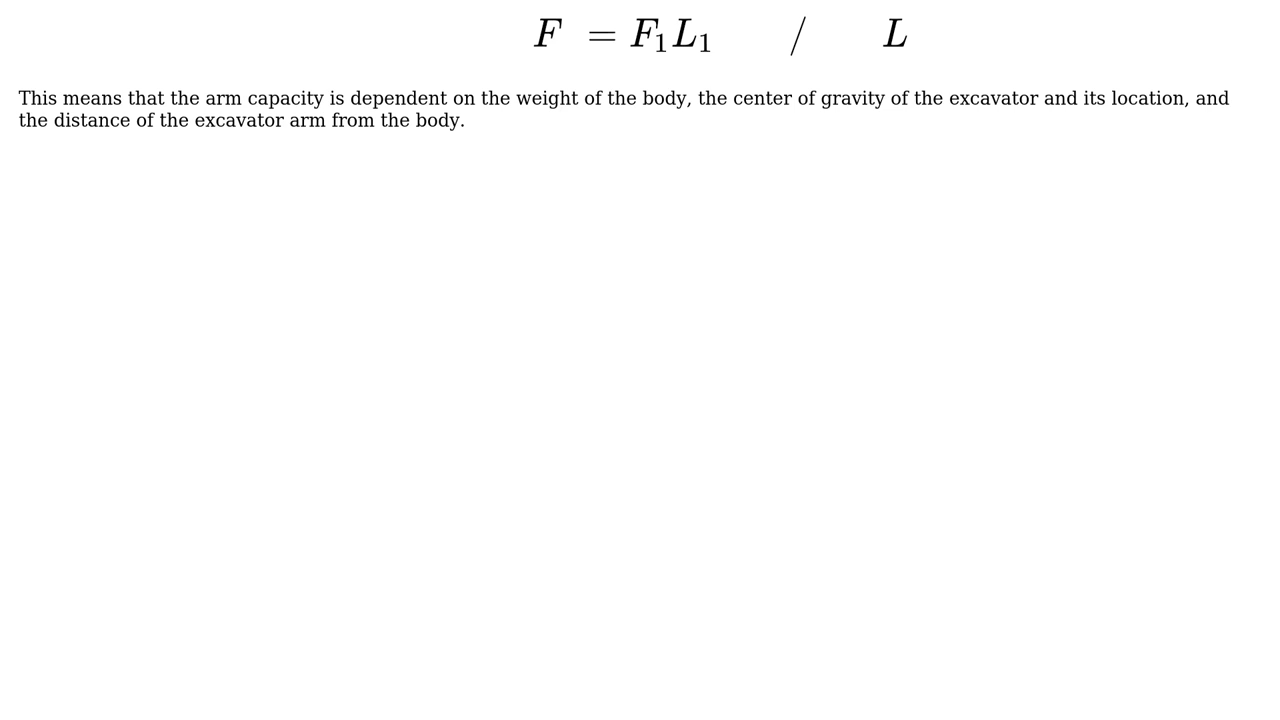 F = F₁L₁ / L
This means that the arm capacity is dependent on the weight of the body, the center of gravity of the excavator and its location, and
the distance of the excavator arm from the body.